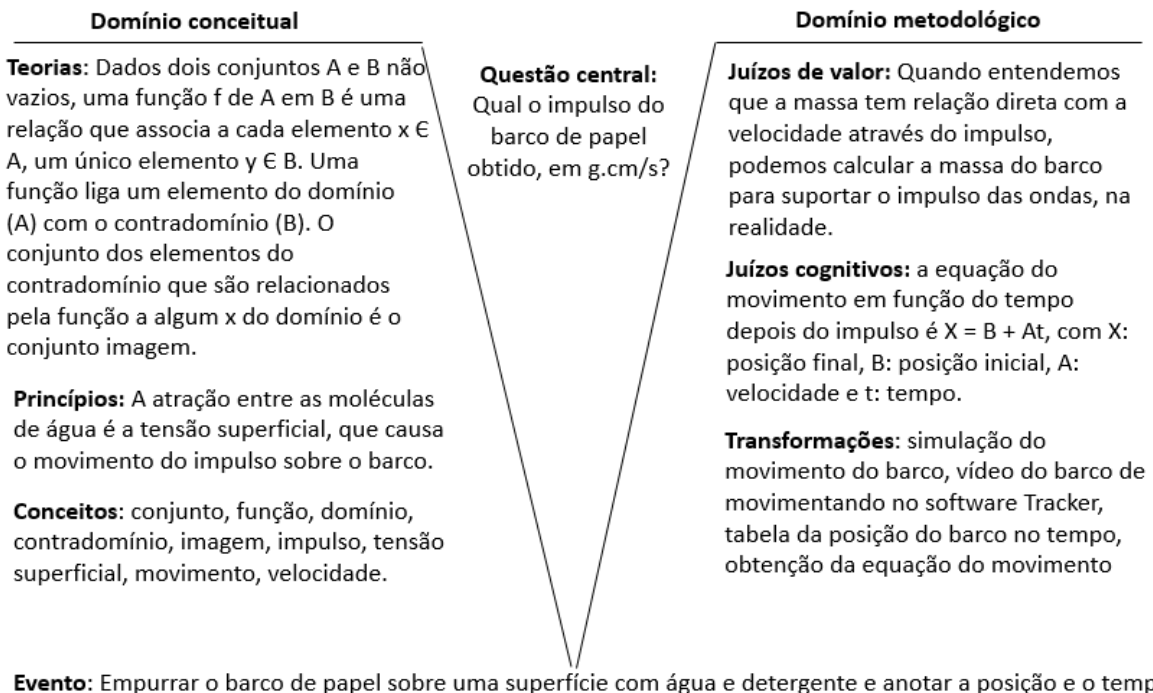 Domínio conceitual
Teorias: Dados dois conjuntos A e B não
vazios, uma função f de A em B é uma
relação que associa a cada elemento x Є
A, um único elemento y Є B. Uma
função liga um elemento do domínio
(A) com o contradomínio (B). O
conjunto dos elementos do
contradomínio que são relacionados
pela função a algum x do domínio é o
conjunto imagem.
Princípios: A atração entre as moléculas
de água é a tensão superficial, que causa
o movimento do impulso sobre o barco.
Conceitos: conjunto, função, domínio,
contradomínio, imagem, impulso, tensão
superficial, movimento, velocidade.
Questão central:
Qual o impulso do
barco de papel
obtido, em g.cm/s?
Domínio metodológico
Juízos de valor: Quando entendemos
que a massa tem relação direta com a
velocidade através do impulso,
podemos calcular a massa do barco
para suportar o impulso das ondas, na
realidade.
Juízos cognitivos: a equação do
movimento em função do tempo
depois do impulso é X = B + At, com X:
posição final, B: posição inicial, A:
velocidade e t: tempo.
Transformações: simulação do
movimento do barco, vídeo do barco de
movimentando no software Tracker,
tabela da posição do barco no tempo,
obtenção da equação do movimento
Evento: Empurrar o barco de papel sobre uma superfície com água e detergente e anotar a posição e o temp